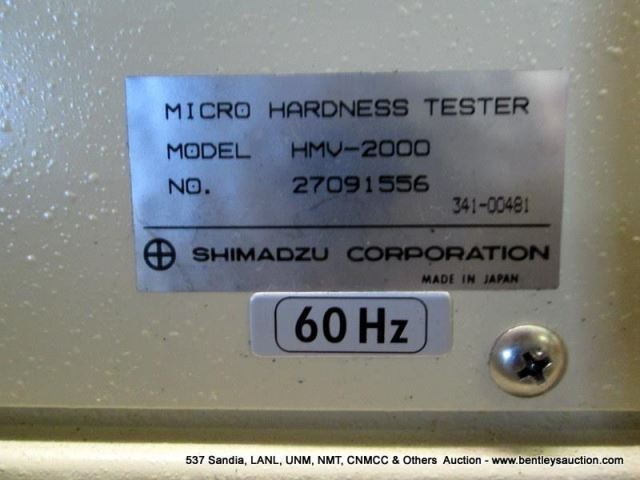 MICRO HARDNESS TESTER
MODEL HMV-2000
NO. 27091556
341-00481
SHIMADZU CORPORATION
MADE IN JAPAN
60 Hz
537 Sandia, LANL, UNM, NMT, CNMCC & Others Auction - www.bentleysauction.com